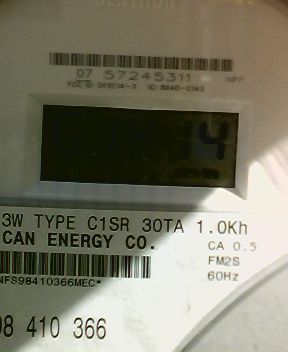 07 57245311
14
3W TYPE C1SR 30TA 1.0Kh
CAN ENERGY CO.
CA 0.5
FM2S
60Hz
NFS98410366MEC*
98 410 366